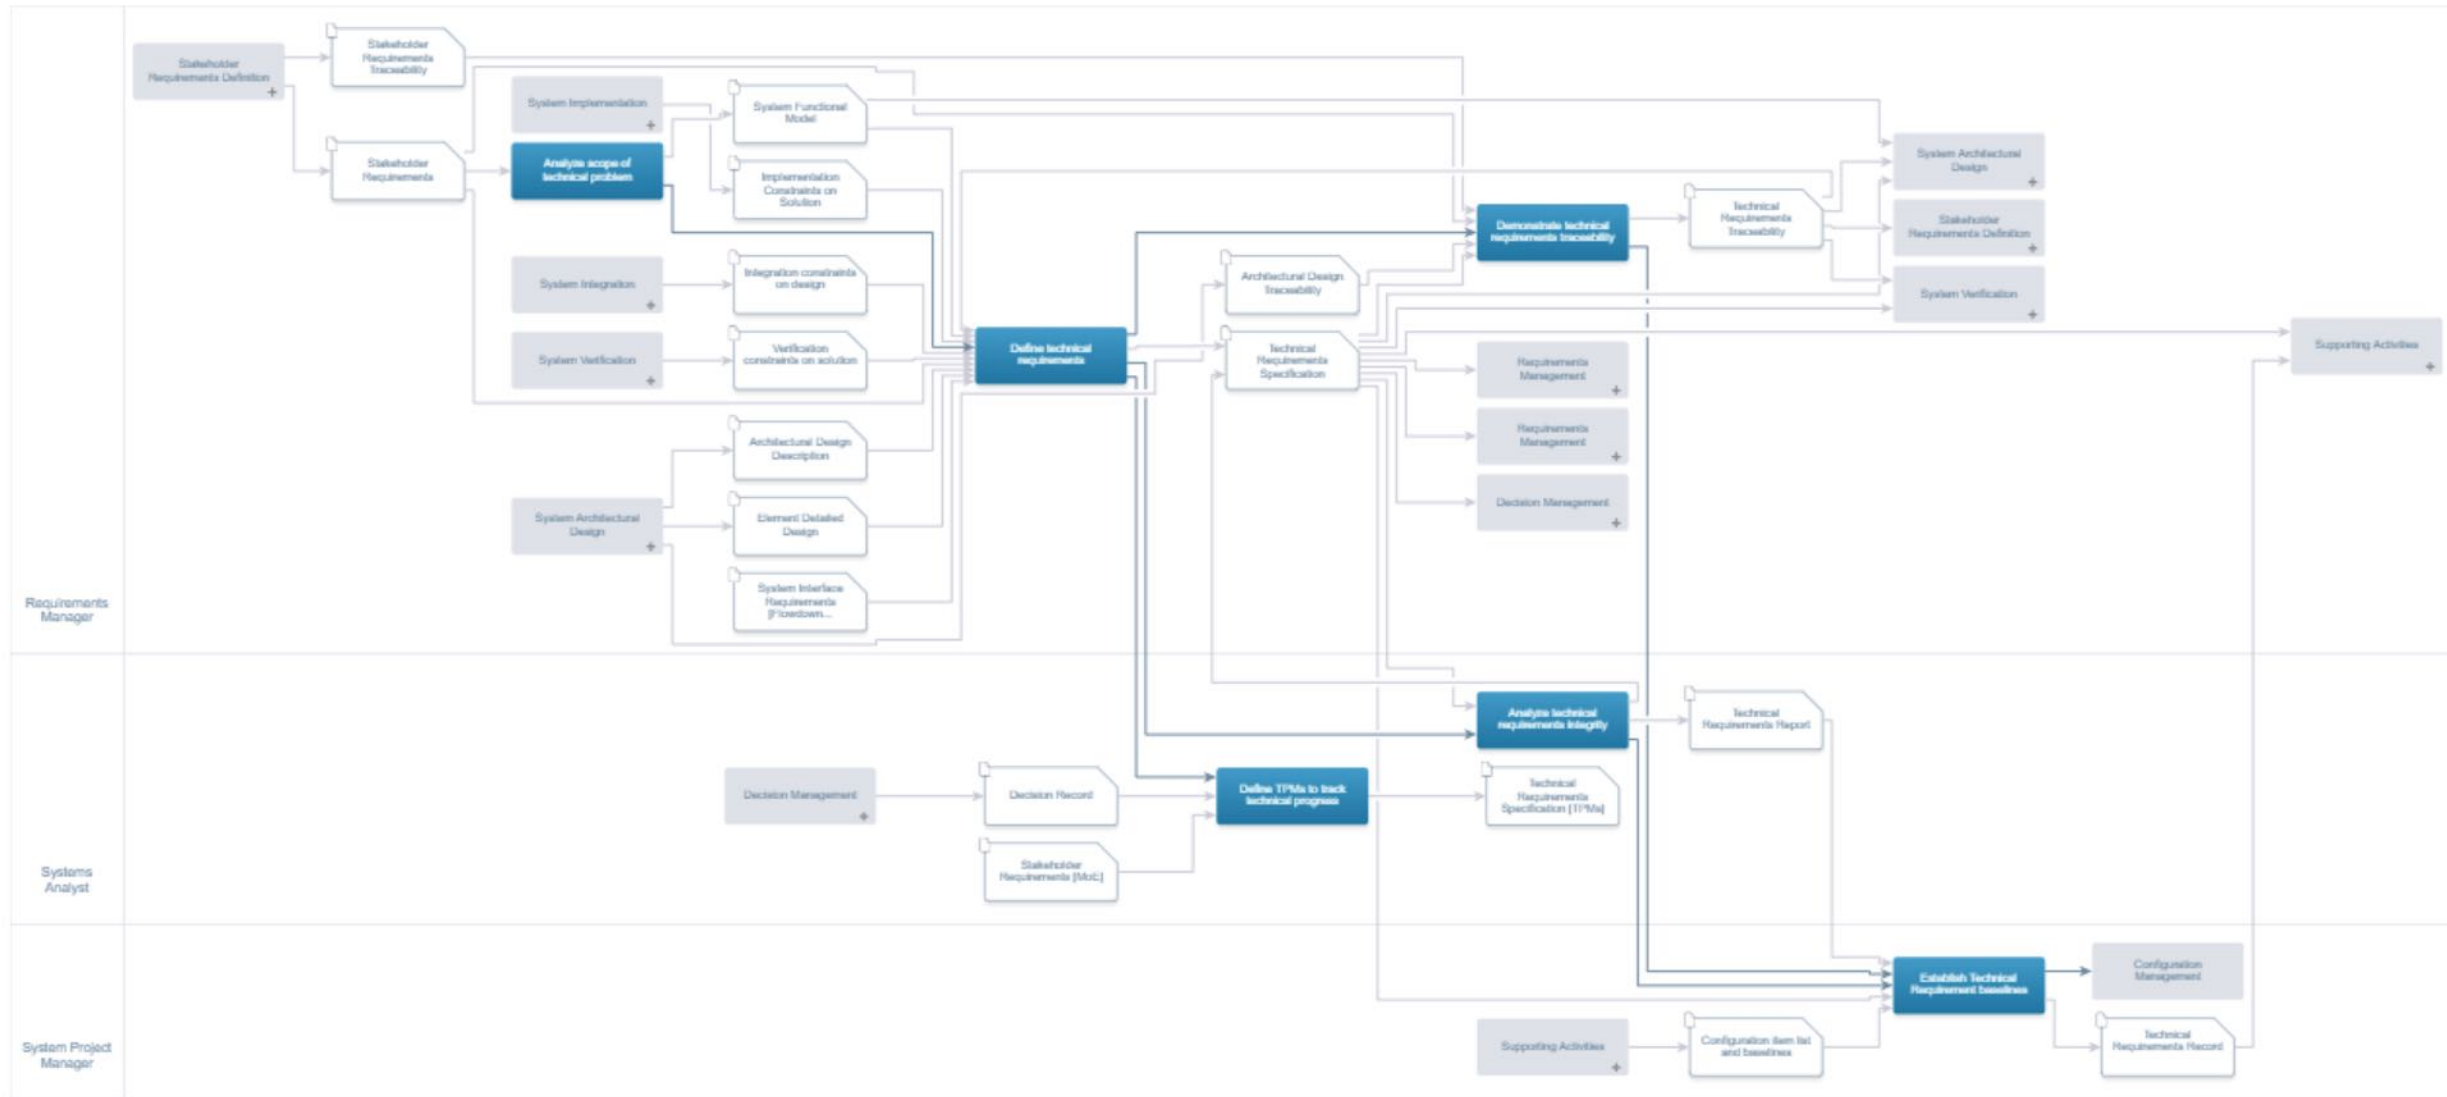 Stakeholder
Requirements Definition
Stakeholder
Requirements
Traceability
Stakeholder
Requirements
System Implementation
Analyze scope of
technical problem
System Functional
Model
Implementation
Constraints on
Solution
System Integration
Integration constraints
on design
System Verification
Verification
constraints on solution
System Architectural
Design
Architectural Design
Description
Element Detailed
Design
System Interface
Requirements
[Flowdown...
Define technical
requirements
Architectural Design
Traceability
Technical
Requirements
Specification
Demonstrate technical
requirements traceability
Technical
Requirements
Traceability
System Architectural
Design
Stakeholder
Requirements Definition
System Verification
Supporting Activities
Requirements
Management
Requirements
Management
Decision Management
Requirements
Manager
Analyze technical
requirements integrity
Technical
Requirements Report
Decision Management
Decision Record
Define TPMs to track
technical progress
Technical
Requirements
Specification [TPMs]
Stakeholder
Requirements [MoE]
Systems
Analyst
Establish Technical
Requirement baselines
Configuration
Management
Supporting Activities
Configuration item list
and baselines
Technical
Requirements Record
System Project
Manager